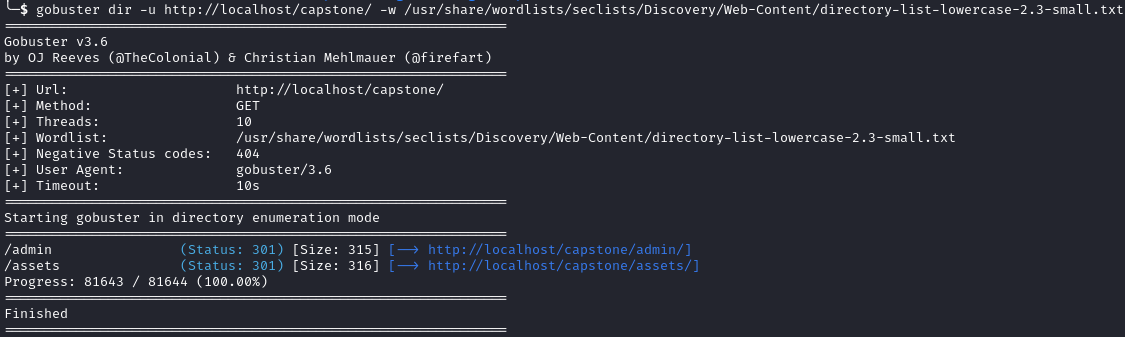 └─$ gobuster dir -u http://localhost/capstone/ -w /usr/share/wordlists/seclists/Discovery/Web-Content/directory-list-lowercase-2.3-small.txt
===============================================================
Gobuster v3.6
by OJ Reeves (@TheColonial) & Christian Mehlmauer (@firefart)
===============================================================
[+] Url:                     http://localhost/capstone/
[+] Method:                  GET
[+] Threads:                 10
[+] Wordlist:                /usr/share/wordlists/seclists/Discovery/Web-Content/directory-list-lowercase-2.3-small.txt
[+] Negative Status codes:   404
[+] User Agent:              gobuster/3.6
[+] Timeout:                 10s
===============================================================
Starting gobuster in directory enumeration mode
===============================================================
/admin                (Status: 301) [Size: 315] [--> http://localhost/capstone/admin/]
/assets               (Status: 301) [Size: 316] [--> http://localhost/capstone/assets/]
Progress: 81643 / 81644 (100.00%)
===============================================================
Finished
===============================================================